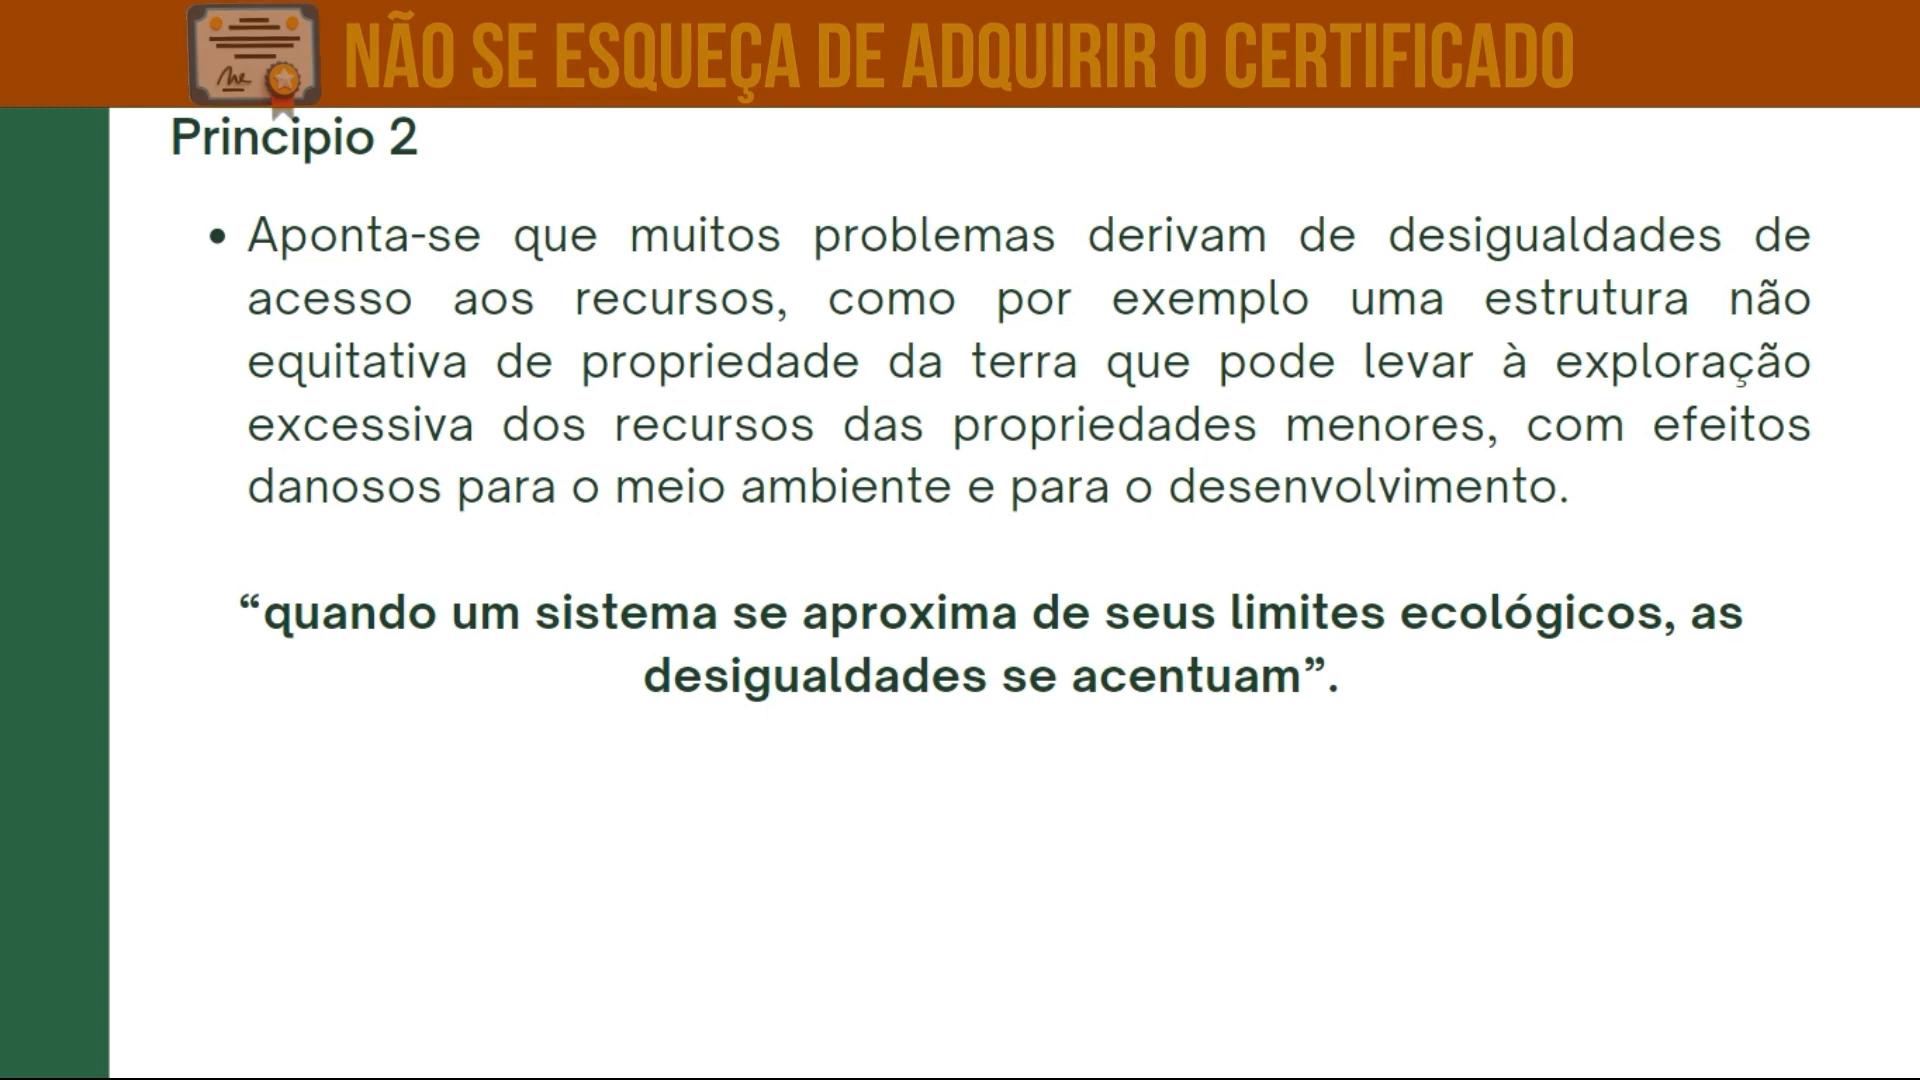 NÃO SE ESQUEÇA DE ADQUIRIR O CERTIFICADO
Principio 2
• Aponta-se que muitos problemas derivam de desigualdades de
acesso aos recursos, como por exemplo uma estrutura não
equitativa de propriedade da terra que pode levar à exploração
excessiva dos recursos das propriedades menores, com efeitos
danosos para o meio ambiente e para o desenvolvimento.
“quando um sistema se aproxima de seus limites ecológicos, as
desigualdades se acentuam”.